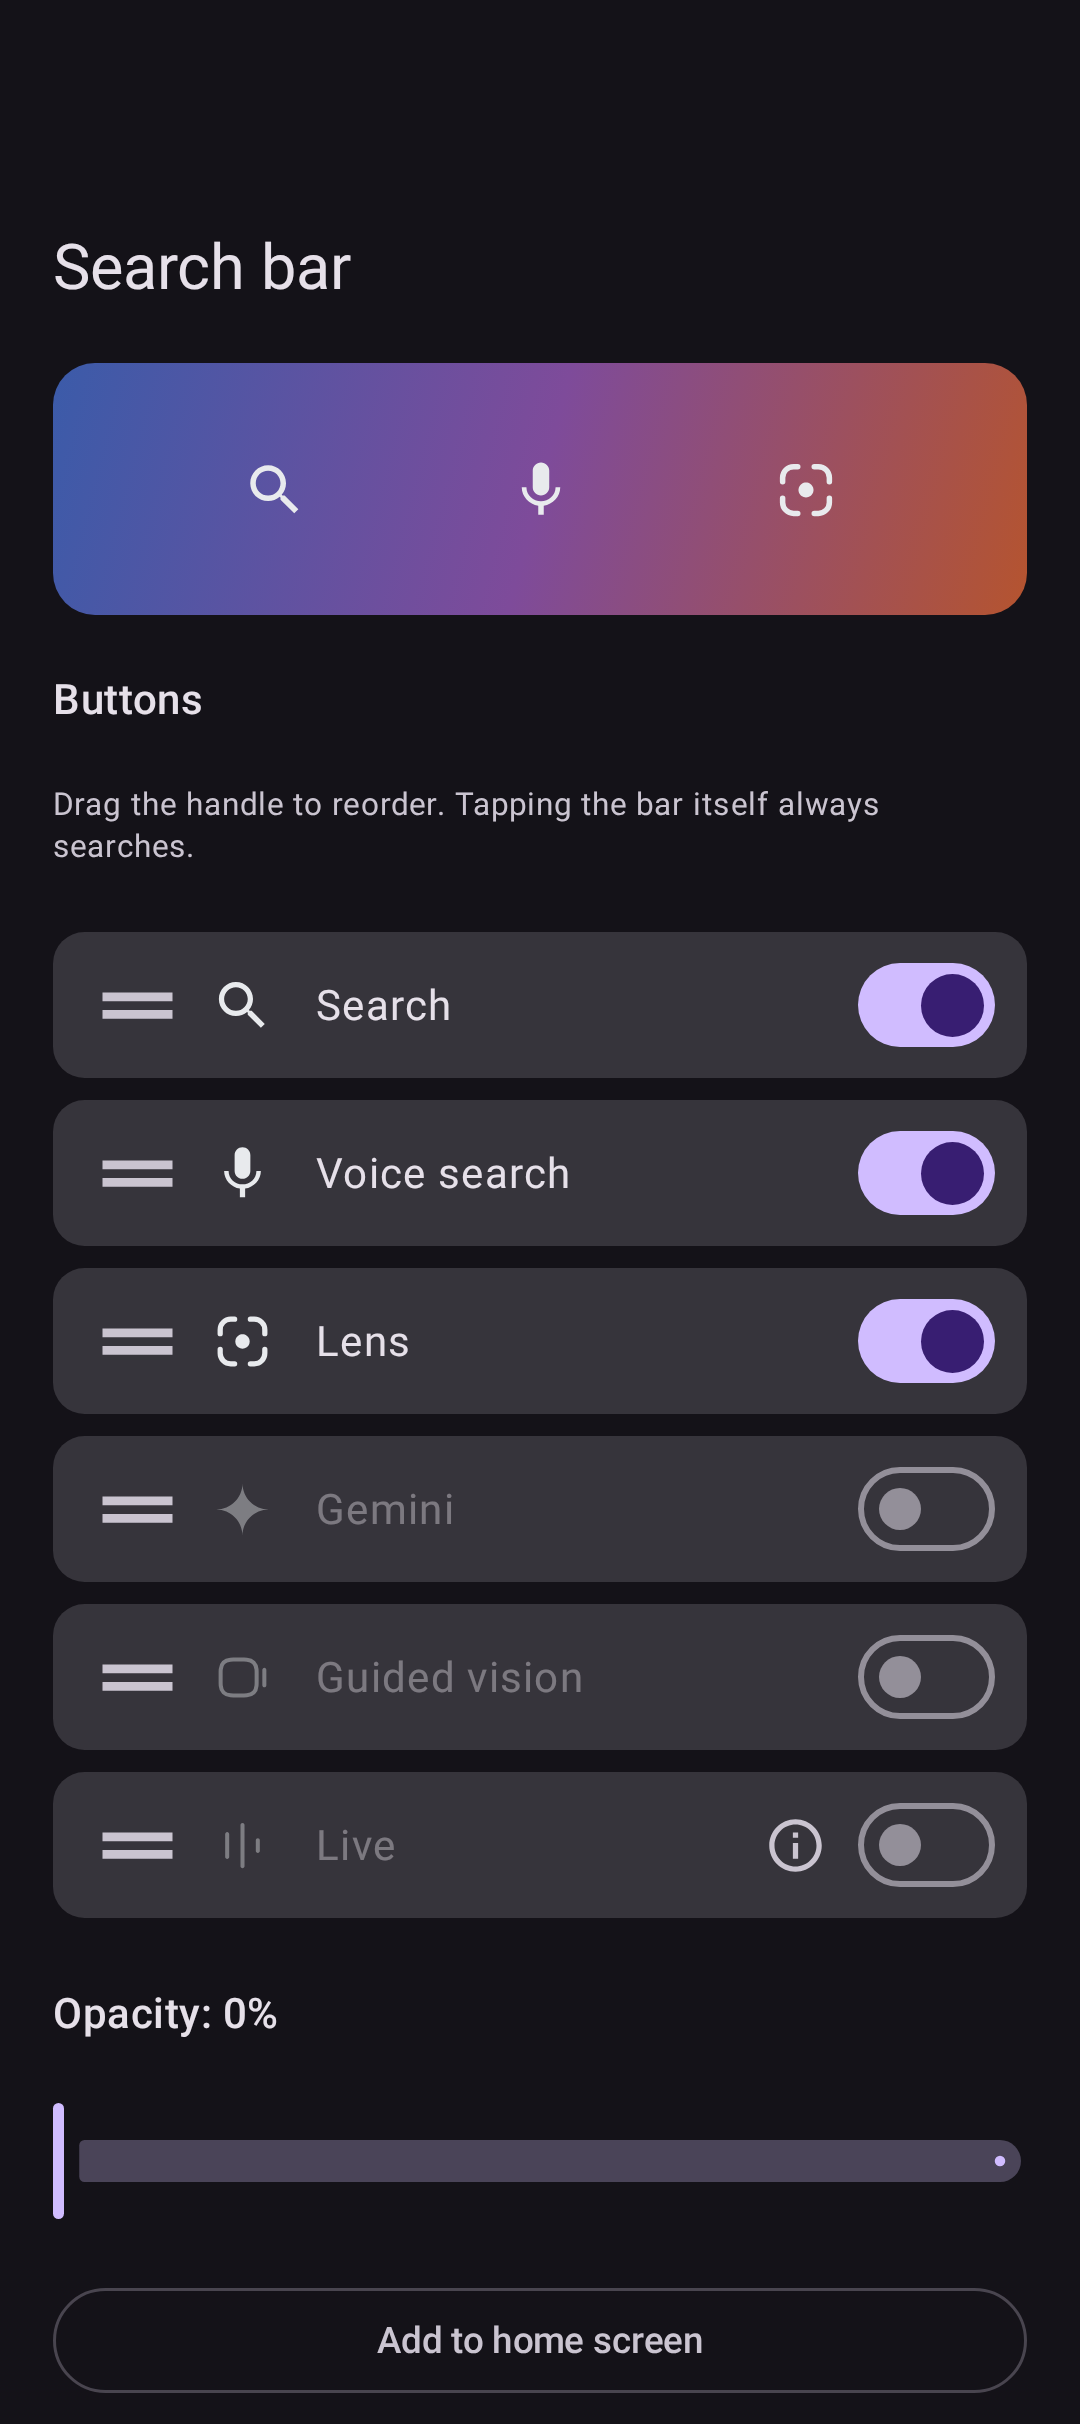 Search bar
Buttons
Drag the handle to reorder. Tapping the bar itself always
searches.
Search
Voice search
Lens
Gemini
Guided vision
Live
Opacity: 0%
Add to home screen